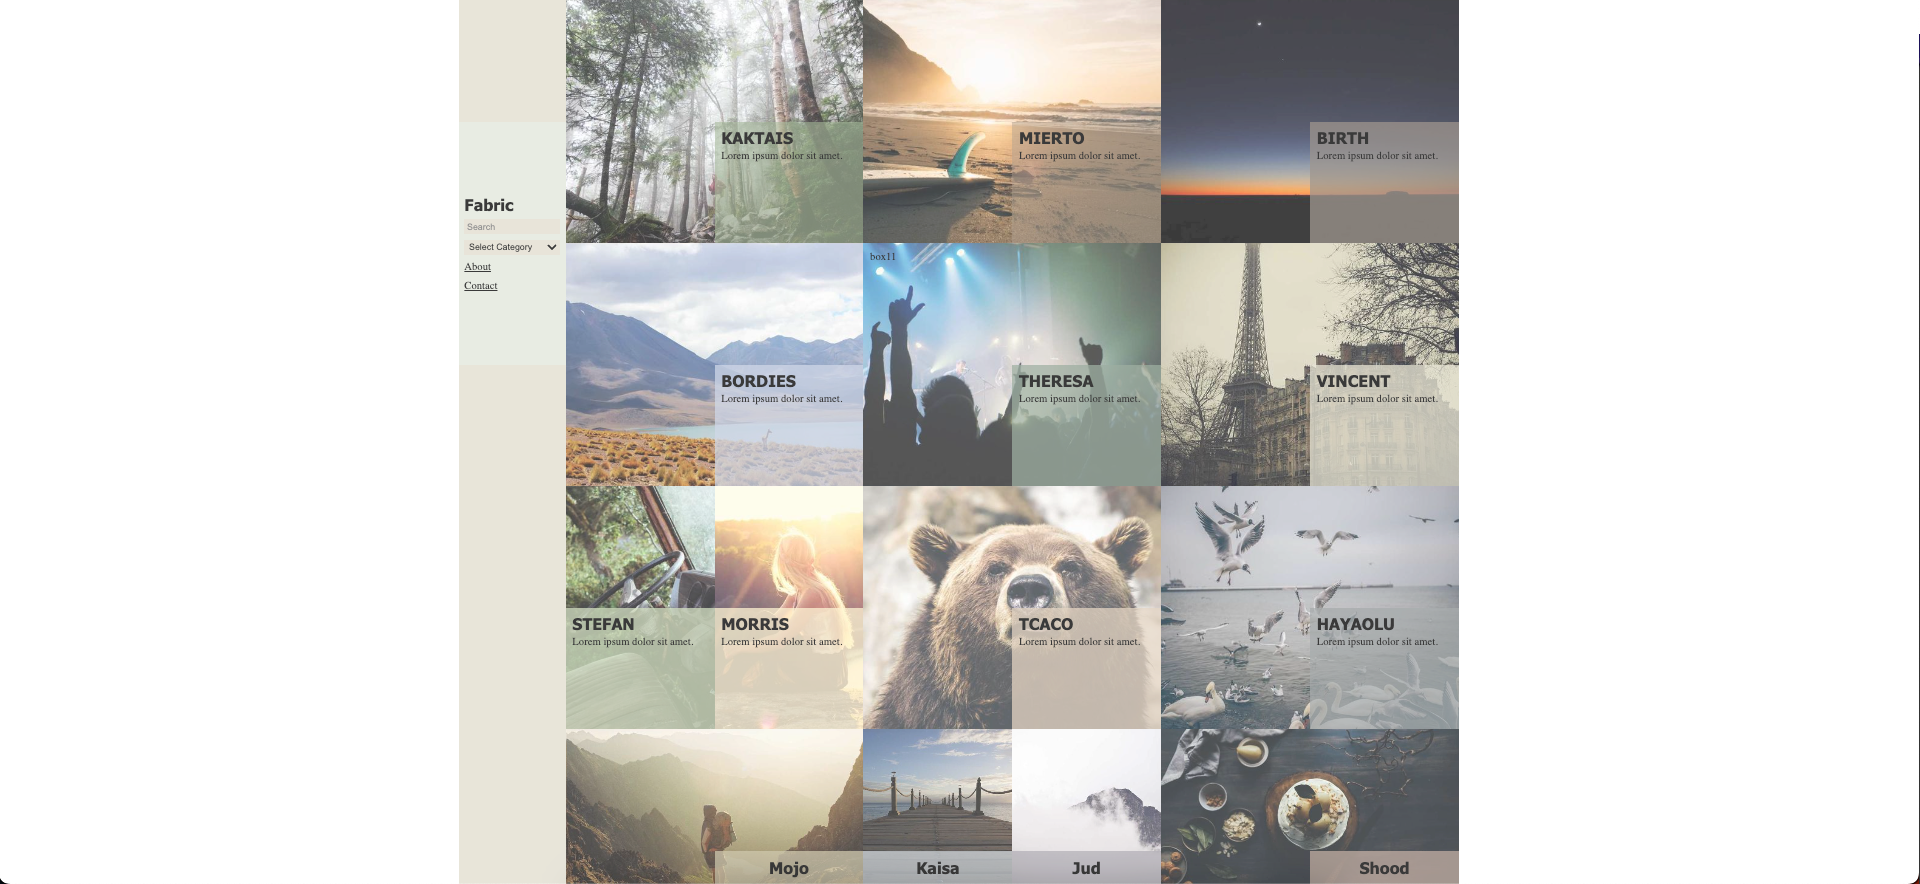 Fabric
Search
Select Category
About
Contact
KAKTAIS
Lorem ipsum dolor sit amet.
MIERTO
Lorem ipsum dolor sit amet.
BIRTH
Lorem ipsum dolor sit amet.
BORDIES
Lorem ipsum dolor sit amet.
box11
THERESA
Lorem ipsum dolor sit amet.
VINCENT
Lorem ipsum dolor sit amet.
STEFAN
Lorem ipsum dolor sit amet.
MORRIS
Lorem ipsum dolor sit amet.
TCACO
Lorem ipsum dolor sit amet.
HAYAOLU
Lorem ipsum dolor sit amet.
Mojo
Kaisa
Jud
Shood